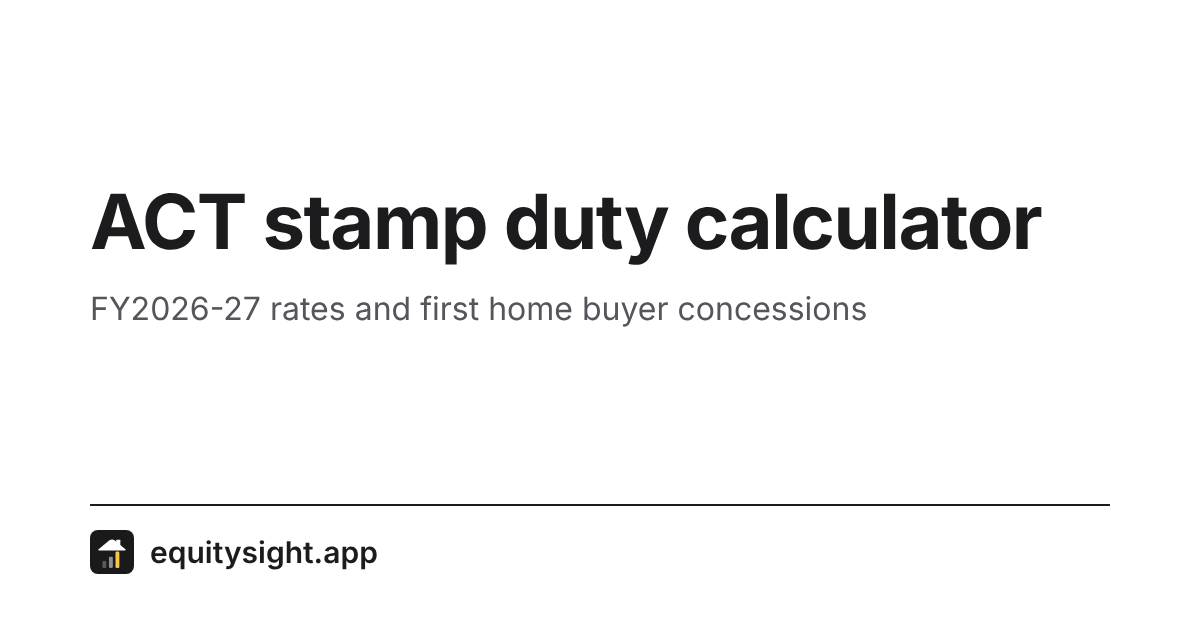 ACT stamp duty calculator
FY2026-27 rates and first home buyer concessions
equitysight.app